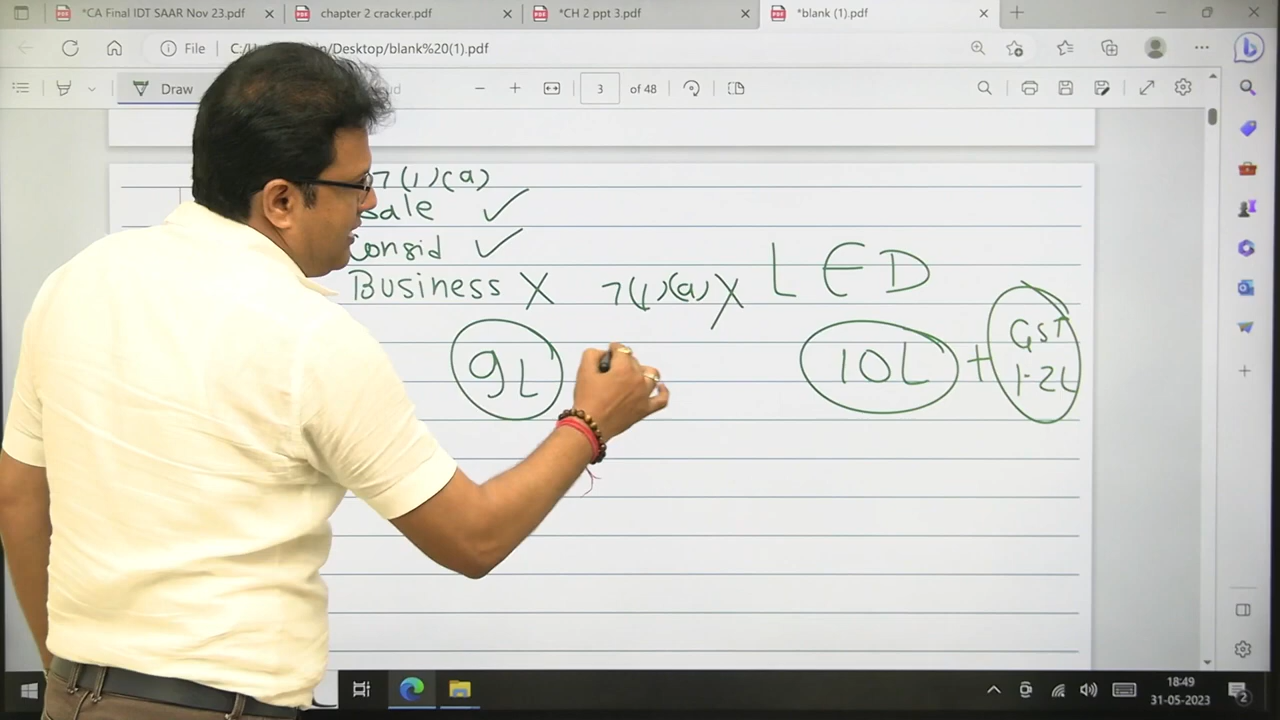 *CA Final IDT SAAR Nov 23.pdf
chapter 2 cracker.pdf
*CH 2 ppt 3.pdf
*blank (1).pdf
File
in/Desktop/blank%20(1).pdf
Draw
3 of 48
7(1)(a)
Sale ✓
Consid ✓
Business X 7(1)(a) X LED
9L 10L + GST
1.2L
18:49
31-05-2023
2